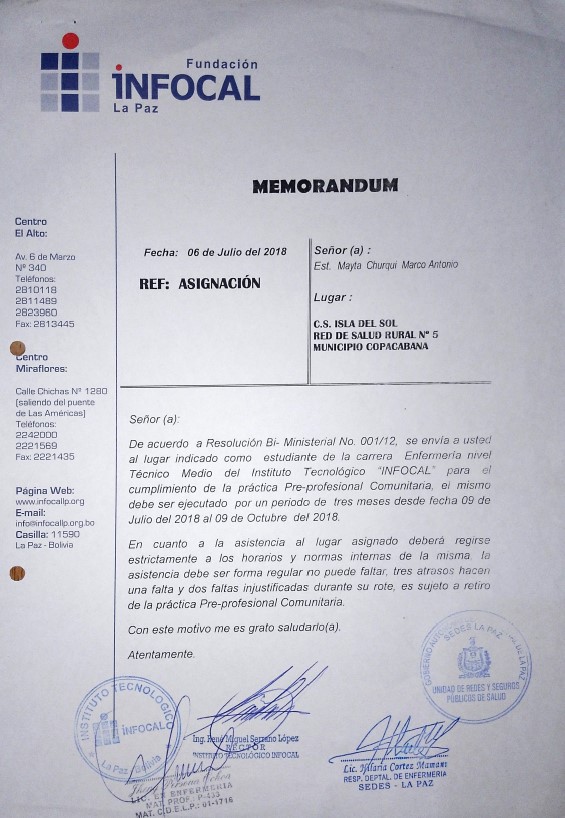 Fundación
INFOCAL
La Paz
MEMORANDUM
Centro
El Alto:
Av. 6 de Marzo
Nº 340
Teléfonos:
2810118
2811489
2823960
Fax: 2813445
Centro
Miraflores:
Calle Chichas Nº 1280
(saliendo del puente
de Las Américas)
Teléfonos:
2242000
2221569
Fax: 2221435
Página Web:
www.infocallp.org
E-mail:
info@infocallp.org.bo
Casilla: 11590
La Paz - Bolivia
Fecha: 06 de Julio del 2018
REF: ASIGNACIÓN
Señor (a) :
Est. Mayta Churqui Marco Antonio
Lugar :
C.S. ISLA DEL SOL
RED DE SALUD RURAL Nº 5
MUNICIPIO COPACABANA
Señor (a):
De acuerdo a Resolución Bi- Ministerial No. 001/12, se envía a usted
al lugar indicado como estudiante de la carrera Enfermería nivel
Técnico Medio del Instituto Tecnológico "INFOCAL" para el
cumplimiento de la práctica Pre-profesional Comunitaria, el mismo
debe ser ejecutado por un periodo de tres meses desde fecha 09 de
Julio del 2018 al 09 de Octubre del 2018.
En cuanto a la asistencia al lugar asignado deberá regirse
estrictamente a los horarios y normas internas de la misma, la
asistencia debe ser forma regular no puede faltar, tres atrasos hacen
una falta y dos faltas injustificadas durante su rote, es sujeto a retiro
de la práctica Pre-profesional Comunitaria.
Con este motivo me es grato saludarlo(a).
Atentamente.
INSTITUTO TECNOLOGICO
INFOCAL
La Paz - Bolivia
Ing. René Miguel Serrano López
RECTOR
INSTITUTO TECNOLÓGICO INFOCAL
LIC. EN ENFERMERIA
MAT. PROF.: P-433
MAT. C.D.E.L.P.: 01-1716
SEDES LA PAZ
UNIDAD DE REDES Y SEGUROS
PÚBLICOS DE SALUD
Lic. Hilaria Cortez Mamani
RESP. DEPTAL. DE ENFERMERIA
SEDES - LA PAZ